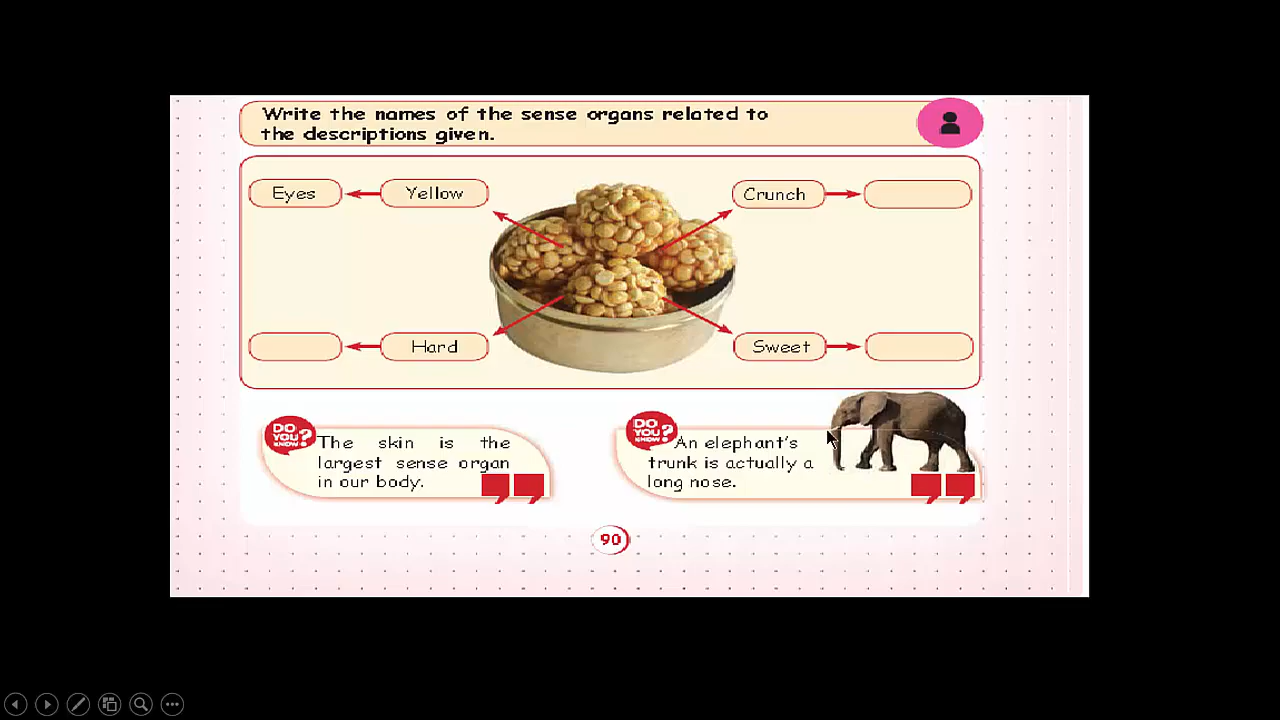 Write the names of the sense organs related to
the descriptions given.
Eyes
Yellow
Crunch
Hard
Sweet
DO
YOU
KNOW?
The skin is the
largest sense organ
in our body.
DO
YOU
KNOW?
An elephant's
trunk is actually a
long nose.
90